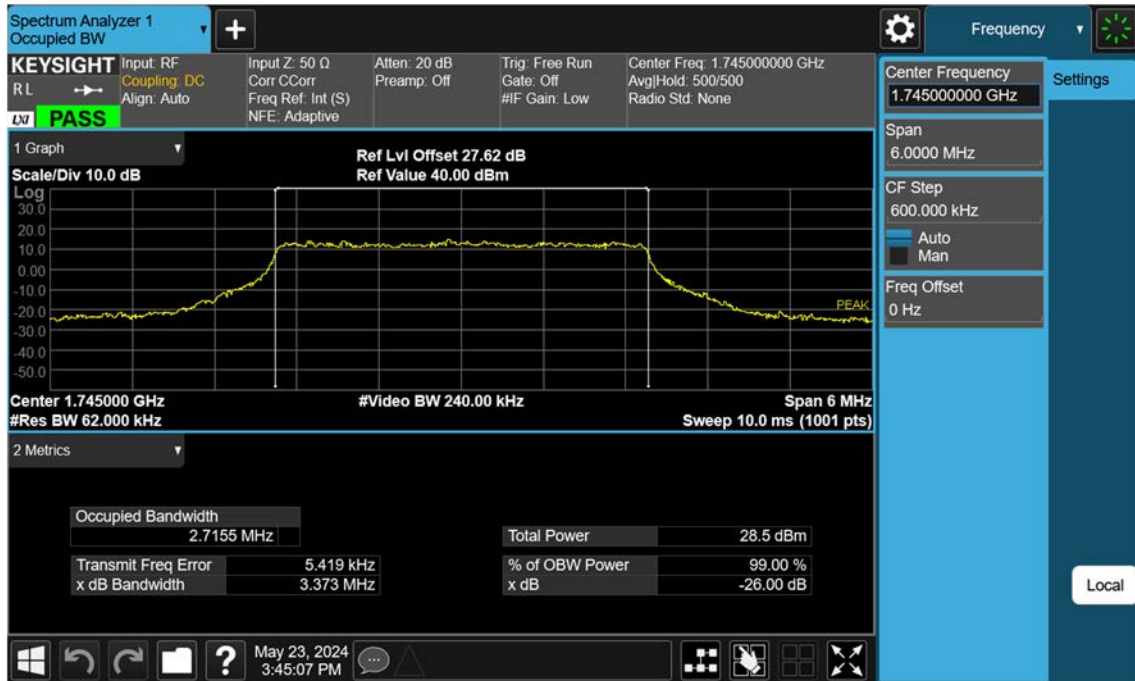 Spectrum Analyzer 1
Occupied BW
+
Frequency
KEYSIGHT
RL
LXI
PASS
Input: RF
Coupling: DC
Align: Auto
Input Z: 50 Ω
Corr CCorr
Freq Ref: Int (S)
NFE: Adaptive
Atten: 20 dB
Preamp: Off
Trig: Free Run
Gate: Off
#IF Gain: Low
Center Freq: 1.745000000 GHz
Avg|Hold: 500/500
Radio Std: None
1 Graph
Scale/Div 10.0 dB
Ref Lvl Offset 27.62 dB
Ref Value 40.00 dBm
Log
30.0
20.0
10.0
0.00
-10.0
-20.0
-30.0
-40.0
-50.0
PEAK
Center 1.745000 GHz
#Video BW 240.00 kHz
Span 6 MHz
#Res BW 62.000 kHz
Sweep 10.0 ms (1001 pts)
2 Metrics
Occupied Bandwidth
2.7155 MHz
Total Power 28.5 dBm
Transmit Freq Error 5.419 kHz
% of OBW Power 99.00 %
x dB Bandwidth 3.373 MHz
x dB -26.00 dB
?
May 23, 2024
3:45:07 PM
Center Frequency
1.745000000 GHz
Settings
Span
6.0000 MHz
CF Step
600.000 kHz
Auto
Man
Freq Offset
0 Hz
Local